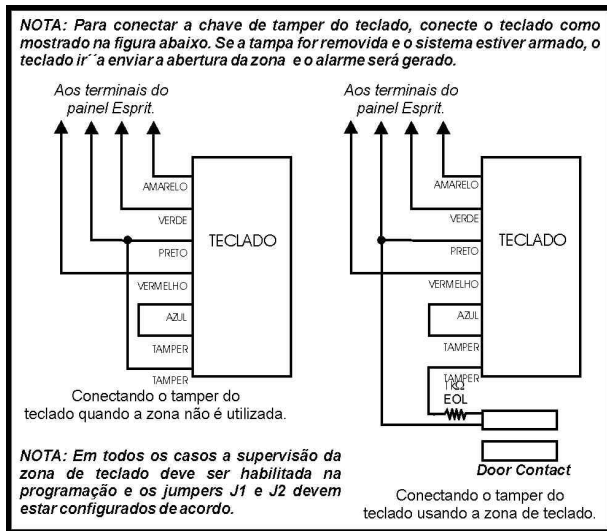 NOTA: Para conectar a chave de tamper do teclado, conecte o teclado como
mostrado na figura abaixo. Se a tampa for removida e o sistema estiver armado, o
teclado ir´´a enviar a abertura da zona e o alarme será gerado.
Aos terminais do
painel Esprit.
AMARELO
VERDE
PRETO
VERMELHO
AZUL
TAMPER
TAMPER
TECLADO
Conectando o tamper do
teclado quando a zona não é utilizada.
Aos terminais do
painel Esprit.
AMARELO
VERDE
PRETO
VERMELHO
AZUL
TAMPER
TAMPER
TECLADO
1kΩ
EOL
Door Contact
Conectando o tamper do
teclado usando a zona de teclado.
NOTA: Em todos os casos a supervisão da
zona de teclado deve ser habilitada na
programação e os jumpers J1 e J2 devem
estar configurados de acordo.